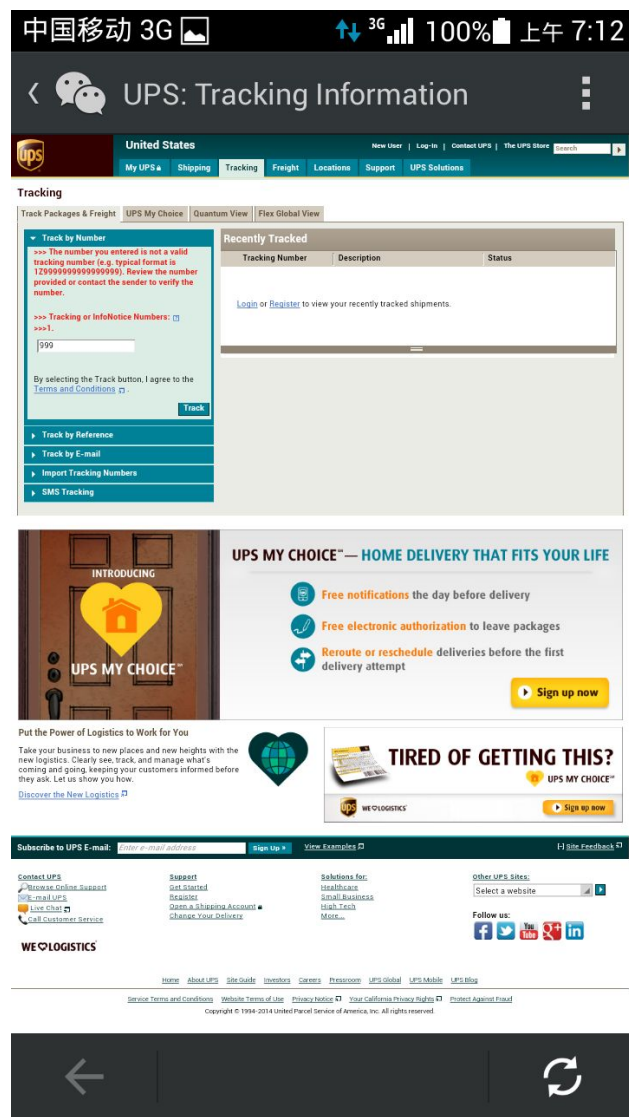 中国移动 3G
3G 100% 上午 7:12
UPS: Tracking Information
ups
United States
New User | Log-In | Contact UPS | The UPS Store
Search
My UPS Shipping Tracking Freight Locations Support UPS Solutions
Tracking
Track Packages & Freight UPS My Choice Quantum View Flex Global View
Track by Number
>>> The number you entered is not a valid
tracking number (e.g. typical format is
1Z9999999999999999). Review the number
provided or contact the sender to verify the
number.
>>> Tracking or InfoNotice Numbers:
>>>1.
999
By selecting the Track button, I agree to the
Terms and Conditions .
Track
Track by Reference
Track by E-mail
Import Tracking Numbers
SMS Tracking
Recently Tracked
Tracking Number Description Status
Login or Register to view your recently tracked shipments.
INTRODUCING
UPS MY CHOICE™
UPS MY CHOICE™— HOME DELIVERY THAT FITS YOUR LIFE
Free notifications the day before delivery
Free electronic authorization to leave packages
Reroute or reschedule deliveries before the first
delivery attempt
Sign up now
Put the Power of Logistics to Work for You
Take your business to new places and new heights with the
new logistics. Clearly see, track, and manage what's
coming and going, keeping your customers informed before
they ask. Let us show you how.
Discover the New Logistics
TIRED OF GETTING THIS?
UPS MY CHOICE™
ups WE LOGISTICS
Sign up now
Subscribe to UPS E-mail: Enter e-mail address Sign Up » View Examples [-] Site Feedback
Contact UPS
Browse Online Support
E-mail UPS
Live Chat
Call Customer Service
Support
Get Started
Register
Open a Shipping Account
Change Your Delivery
Solutions for:
Healthcare
Small Business
High Tech
More...
Other UPS Sites:
Select a website
Follow us:
f You Tube g+ in
WE LOGISTICS
Home About UPS Site Guide Investors Careers Pressroom UPS Global UPS Mobile UPS Blog
Service Terms and Conditions Website Terms of Use Privacy Notice Your California Privacy Rights Protect Against Fraud
Copyright © 1994-2014 United Parcel Service of America, Inc. All rights reserved.